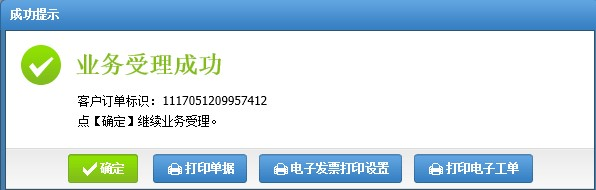 成功提示
业务受理成功
客户订单标识：1117051209957412
点【确定】继续业务受理。
确定 打印单据 电子发票打印设置 打印电子工单